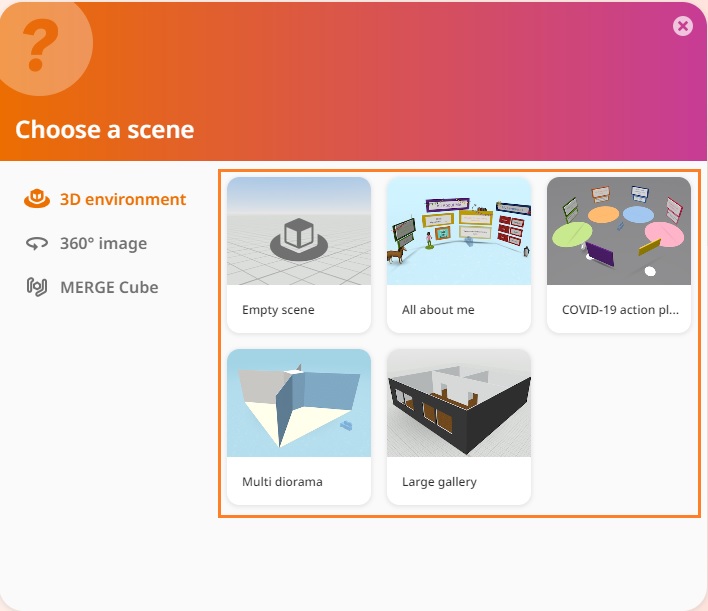 ?
Choose a scene
3D environment
360° image
MERGE Cube
Empty scene
All about me
COVID-19 action pl...
Multi diorama
Large gallery